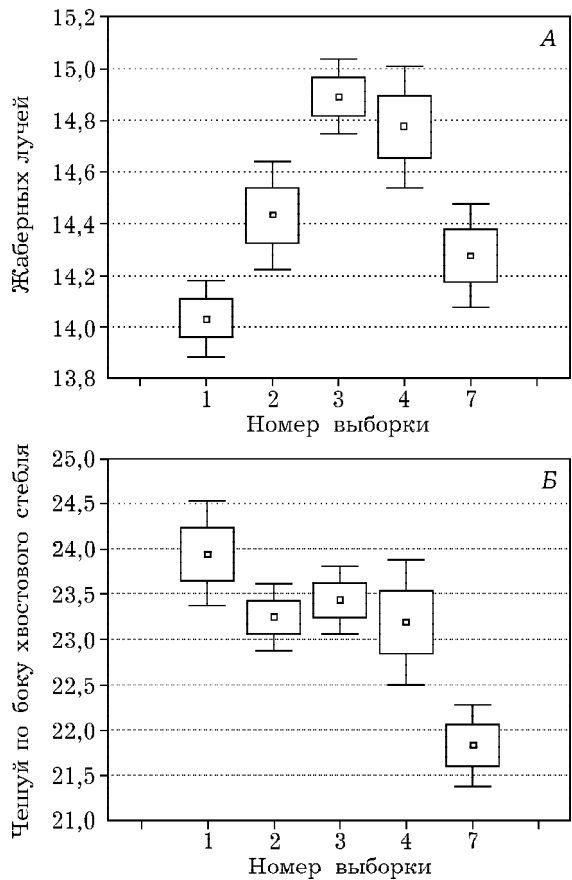 15,2
А
15,0
14,8
14,6
14,4
14,2
14,0
13,8
Жаберных лучей
1 2 3 4 7
Номер выборки
25,0
Б
24,5
24,0
23,5
23,0
22,5
22,0
21,5
21,0
Чешуй по боку хвостового стебля
1 2 3 4 7
Номер выборки